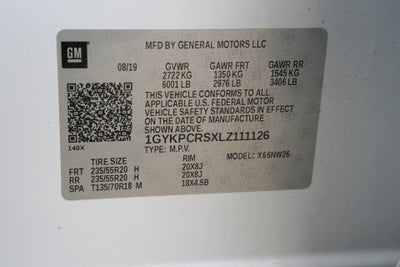 GM
MFD BY GENERAL MOTORS LLC
08/19 GVWR GAWR FRT GAWR RR
2722 KG 1350 KG 1545 KG
6001 LB 2976 LB 3406 LB
THIS VEHICLE CONFORMS TO ALL
APPLICABLE U.S. FEDERAL MOTOR
VEHICLE SAFETY STANDARDS IN EFFECT
ON THE DATE OF MANUFACTURE.
1GYKPCRSXLZ111126
140X
TYPE: M.P.V. MODEL: X66NW26
TIRE SIZE RIM
FRT 235/55R20 H 20X8J
RR 235/55R20 H 20X8J
SPA T135/70R18 M 18X4.5B